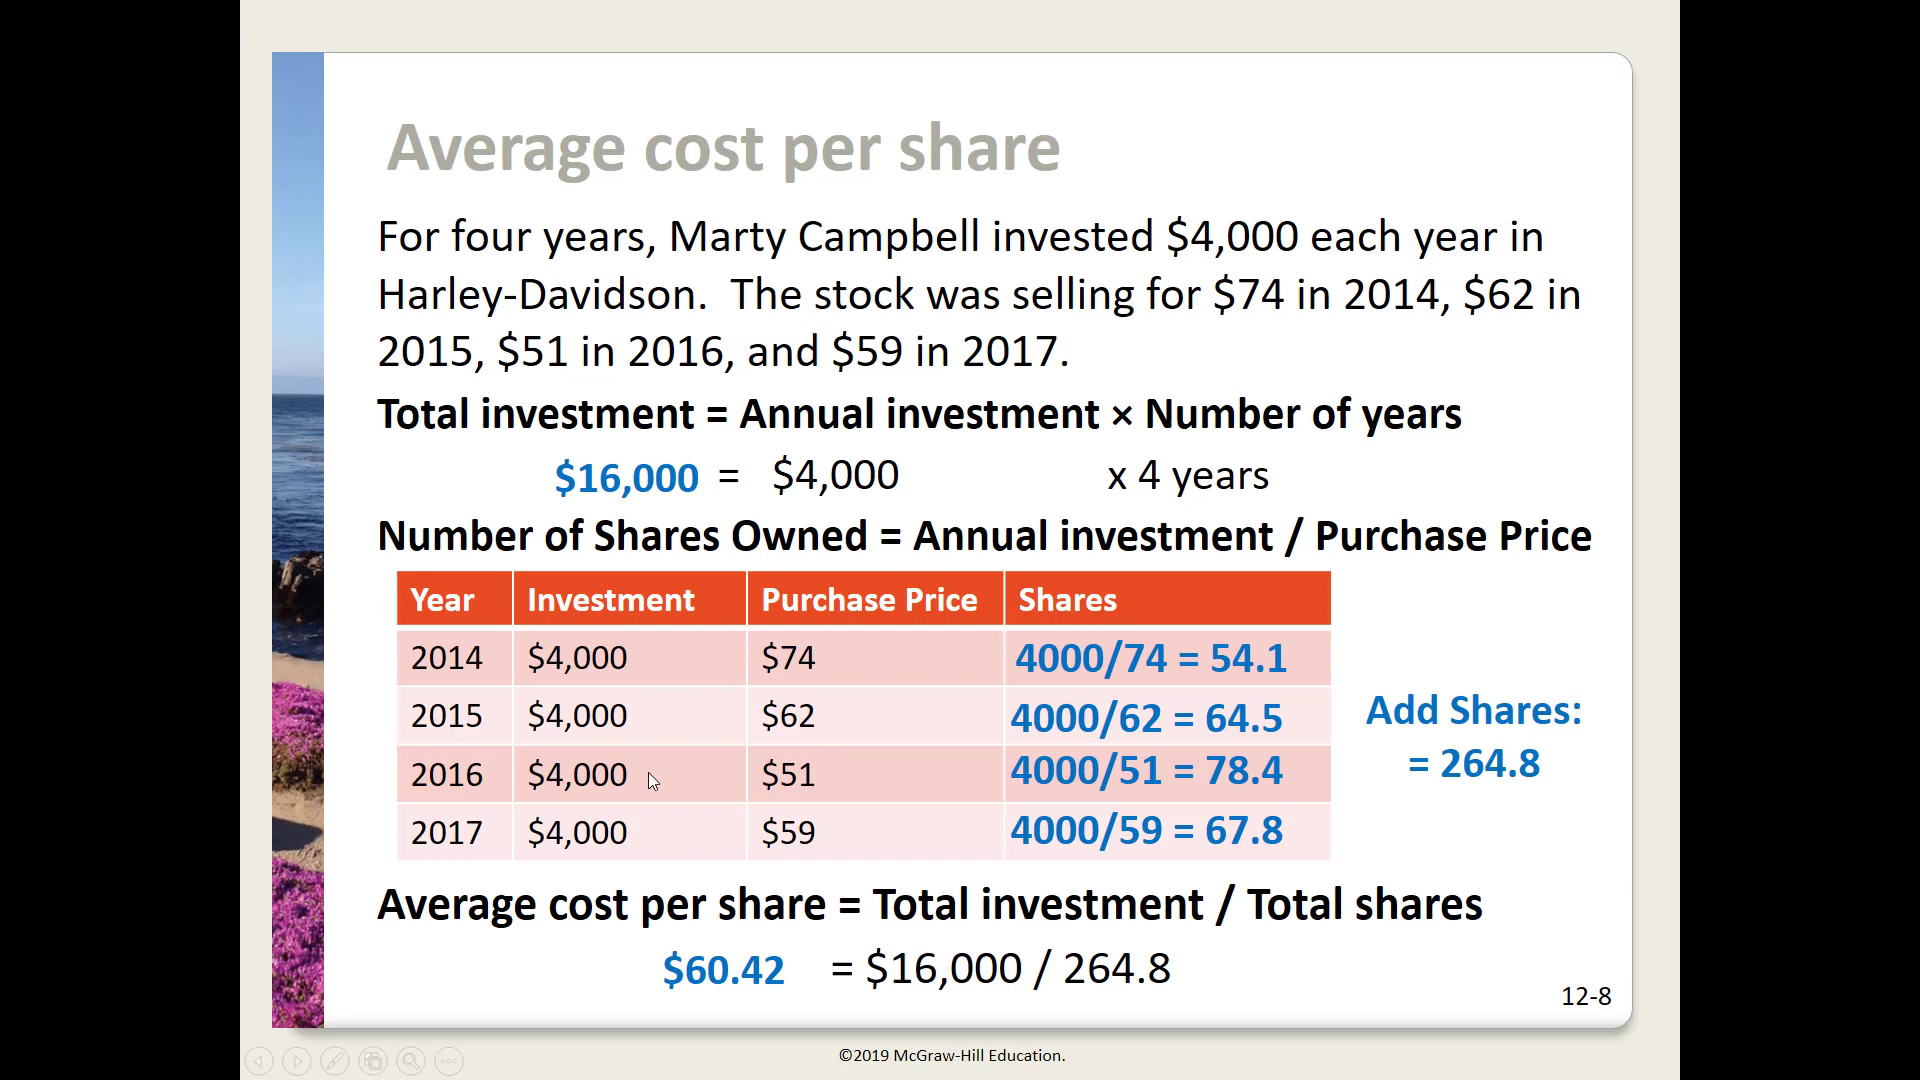 Average cost per share
For four years, Marty Campbell invested $4,000 each year in
Harley-Davidson.  The stock was selling for $74 in 2014, $62 in
2015, $51 in 2016, and $59 in 2017.
Total investment = Annual investment × Number of years
$16,000 = $4,000 x 4 years
Number of Shares Owned = Annual investment / Purchase Price
Year Investment Purchase Price Shares
2014 $4,000 $74 4000/74 = 54.1
2015 $4,000 $62 4000/62 = 64.5
2016 $4,000 $51 4000/51 = 78.4
2017 $4,000 $59 4000/59 = 67.8
Add Shares:
= 264.8
Average cost per share = Total investment / Total shares
$60.42 = $16,000 / 264.8
12-8
©2019 McGraw-Hill Education.